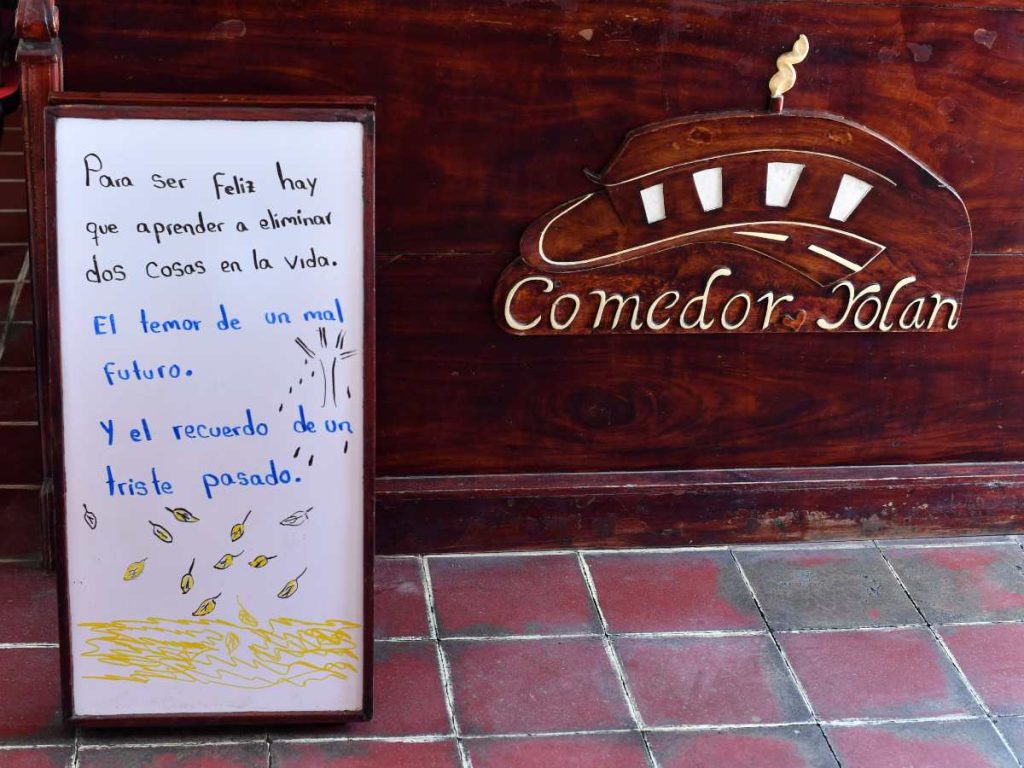 Para ser feliz hay
que aprender a eliminar
dos cosas en la vida.
El temor de un mal
futuro.
Y el recuerdo de un
triste pasado.
Comedor Yolan